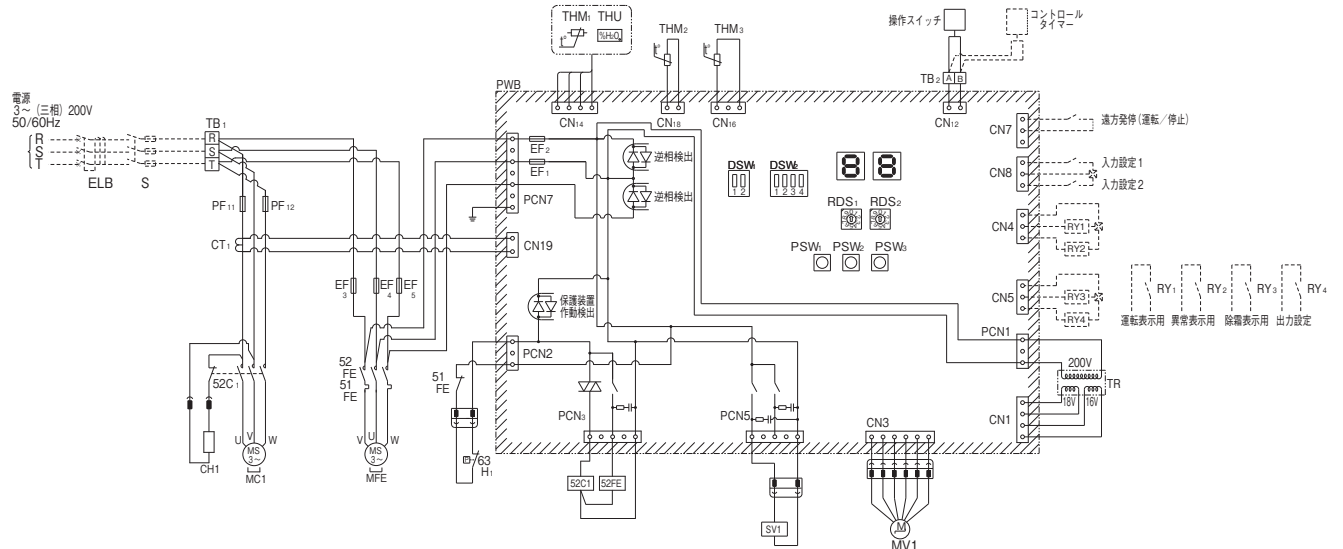 THM₁ THU
t°
%H₂O
THM₂
THM₃
t°
t°
操作スイッチ
コントロール
タイマー
TB₂ A B
電源
3～ (三相) 200V
50/60Hz
R
S
T
ELB
S
TB₁
R
S
T
PWB
CN14
CN18
CN16
CN12
CN7
遠方発停(運転／停止)
EF₂
EF₁
逆相検出
逆相検出
PCN7
DSW₁
1 2
DSW₂
1 2 3 4
8 8
CN8
入力設定1
入力設定2
RDS₁
RDS₂
PF₁₁
PF₁₂
CN4
RY1
RY2
CT₁
CN19
PSW₁
PSW₂
PSW₃
EF₃
EF₄
EF₅
保護装置
作動検出
CN5
RY3
RY4
RY₁
RY₂
RY₃
RY₄
運転表示用
異常表示用
除霜表示用
出力設定
PCN2
PCN1
52C₁
52
FE
51
FE
51
FE
200V
TR
18V
16V
PCN₃
PCN5
CN3
CN1
U
V
W
MS
3～
MC1
CH1
V
U
W
MS
3～
MFE
P
63
H₁
52C1
52FE
SV1
M
MV1